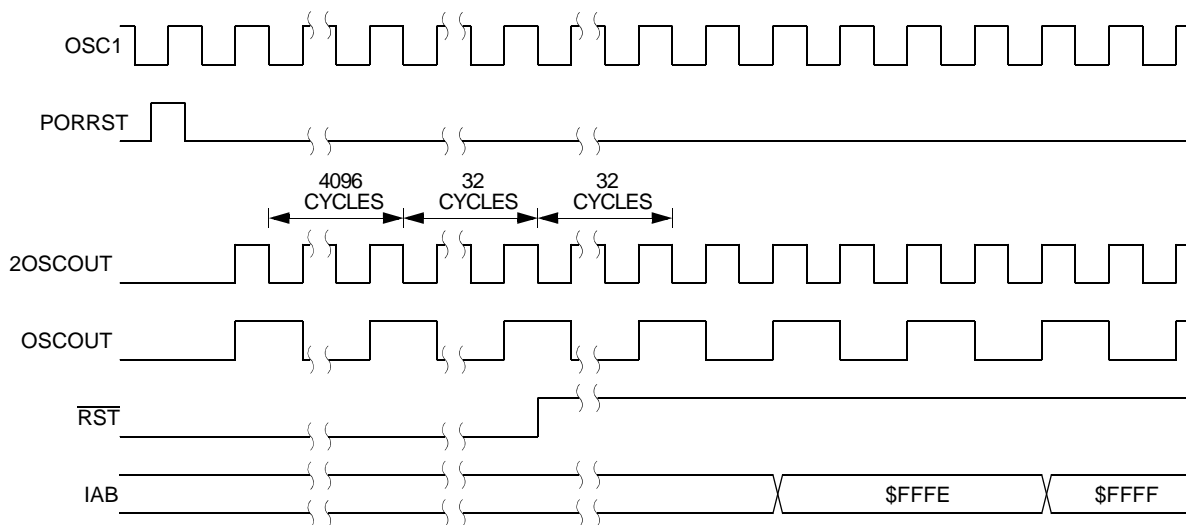 OSC1
PORRST
4096
CYCLES
32
CYCLES
32
CYCLES
2OSCOUT
OSCOUT
RST
IAB
$FFFE
$FFFF